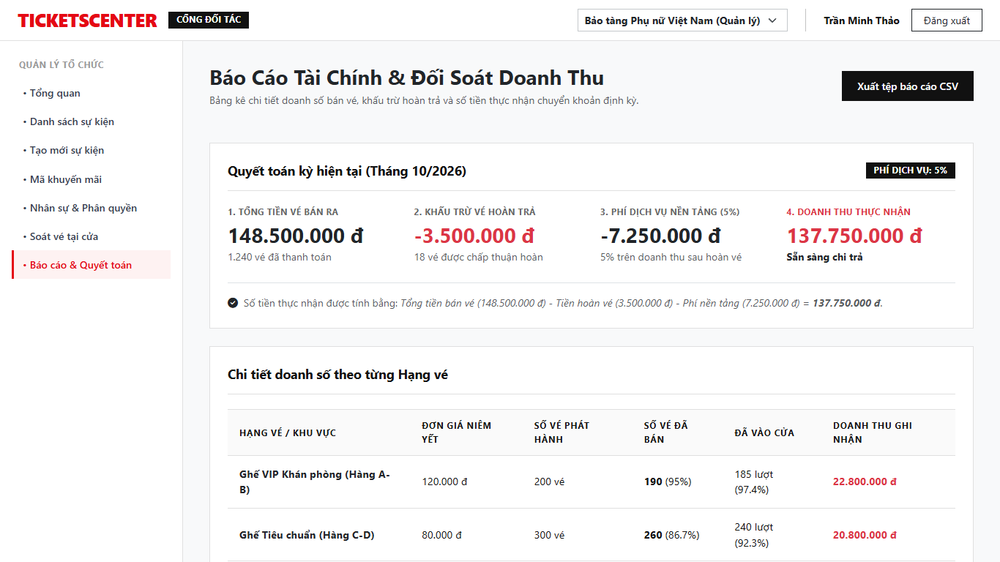 TICKETSCENTER
CỔNG ĐỐI TÁC
Bảo tàng Phụ nữ Việt Nam (Quản lý)
Trần Minh Thảo
Đăng xuất
QUẢN LÝ TỔ CHỨC
• Tổng quan
• Danh sách sự kiện
• Tạo mới sự kiện
• Mã khuyến mãi
• Nhân sự & Phân quyền
• Soát vé tại cửa
• Báo cáo & Quyết toán
Báo Cáo Tài Chính & Đối Soát Doanh Thu
Bảng kê chi tiết doanh số bán vé, khấu trừ hoàn trả và số tiền thực nhận chuyển khoản định kỳ.
Xuất tệp báo cáo CSV
Quyết toán kỳ hiện tại (Tháng 10/2026)
PHÍ DỊCH VỤ: 5%
1. TỔNG TIỀN VÉ BÁN RA
148.500.000 đ
1.240 vé đã thanh toán
2. KHẤU TRỪ VÉ HOÀN TRẢ
-3.500.000 đ
18 vé được chấp thuận hoàn
3. PHÍ DỊCH VỤ NỀN TẢNG (5%)
-7.250.000 đ
5% trên doanh thu sau hoàn vé
4. DOANH THU THỰC NHẬN
137.750.000 đ
Sẵn sàng chi trả
Số tiền thực nhận được tính bằng: Tổng tiền bán vé (148.500.000 đ) - Tiền hoàn vé (3.500.000 đ) - Phí nền tảng (7.250.000 đ) = 137.750.000 đ.
Chi tiết doanh số theo từng Hạng vé
HẠNG VÉ / KHU VỰC
ĐƠN GIÁ NIÊM
YẾT
SỐ VÉ PHÁT
HÀNH
SỐ VÉ ĐÃ
BÁN
ĐÃ VÀO CỬA
DOANH THU GHI
NHẬN
Ghế VIP Khán phòng (Hàng A-
B)
120.000 đ
200 vé
190 (95%)
185 lượt
(97.4%)
22.800.000 đ
Ghế Tiêu chuẩn (Hàng C-D)
80.000 đ
300 vé
260 (86.7%)
240 lượt
(92.3%)
20.800.000 đ